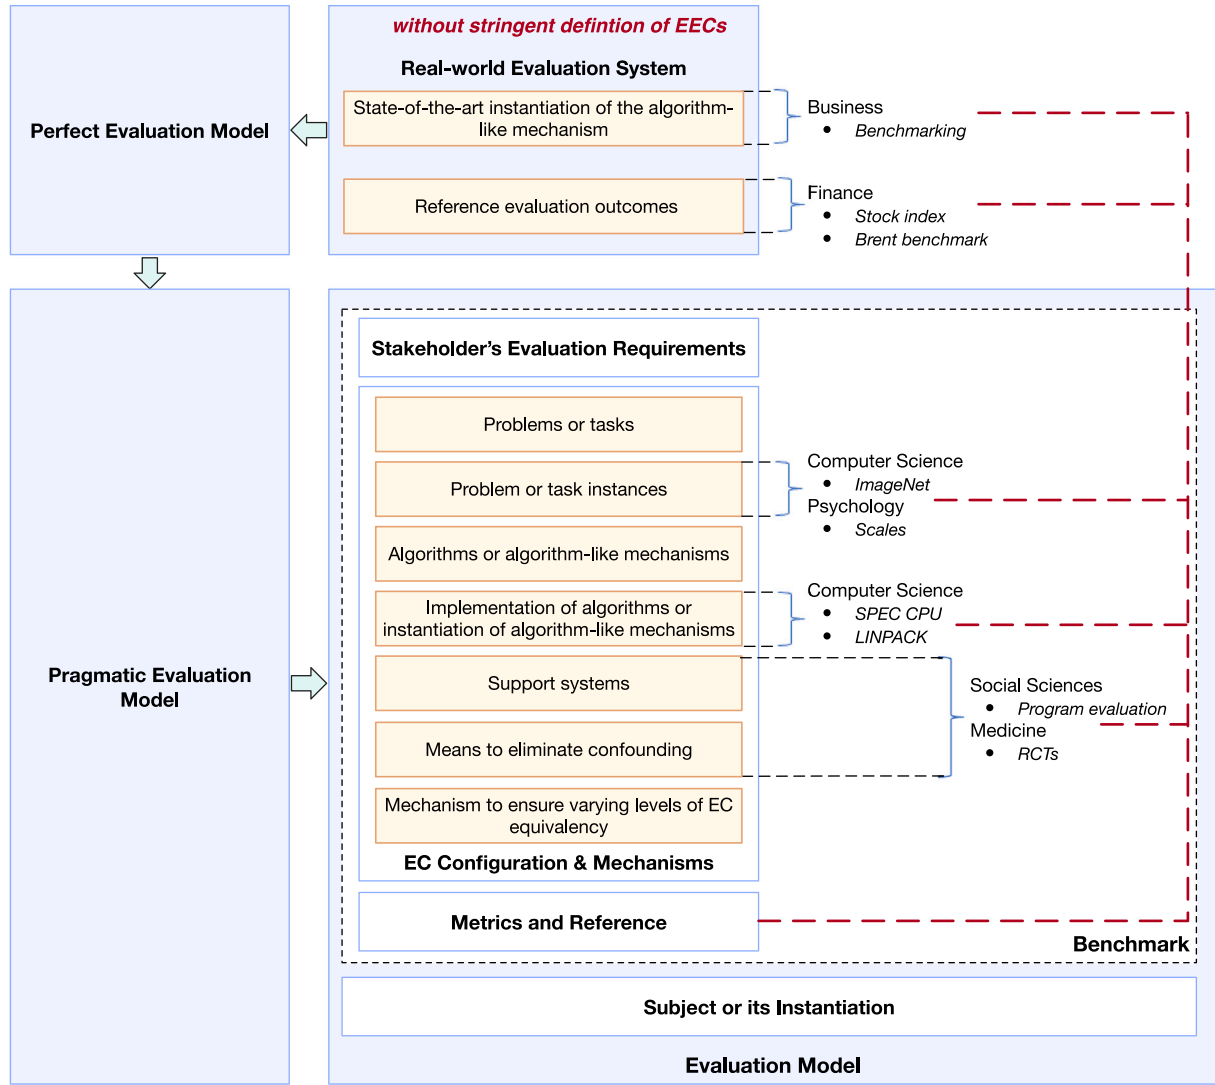 without stringent defintion of EECs
Real-world Evaluation System
State-of-the-art instantiation of the algorithm-
like mechanism
Business
• Benchmarking
Perfect Evaluation Model
Reference evaluation outcomes
Finance
• Stock index
• Brent benchmark
Stakeholder's Evaluation Requirements
Problems or tasks
Problem or task instances
Computer Science
• ImageNet
Psychology
• Scales
Algorithms or algorithm-like mechanisms
Implementation of algorithms or
instantiation of algorithm-like mechanisms
Computer Science
• SPEC CPU
• LINPACK
Pragmatic Evaluation
Model
Support systems
Means to eliminate confounding
Social Sciences
• Program evaluation
Medicine
• RCTs
Mechanism to ensure varying levels of EC
equivalency
EC Configuration & Mechanisms
Metrics and Reference
Benchmark
Subject or its Instantiation
Evaluation Model